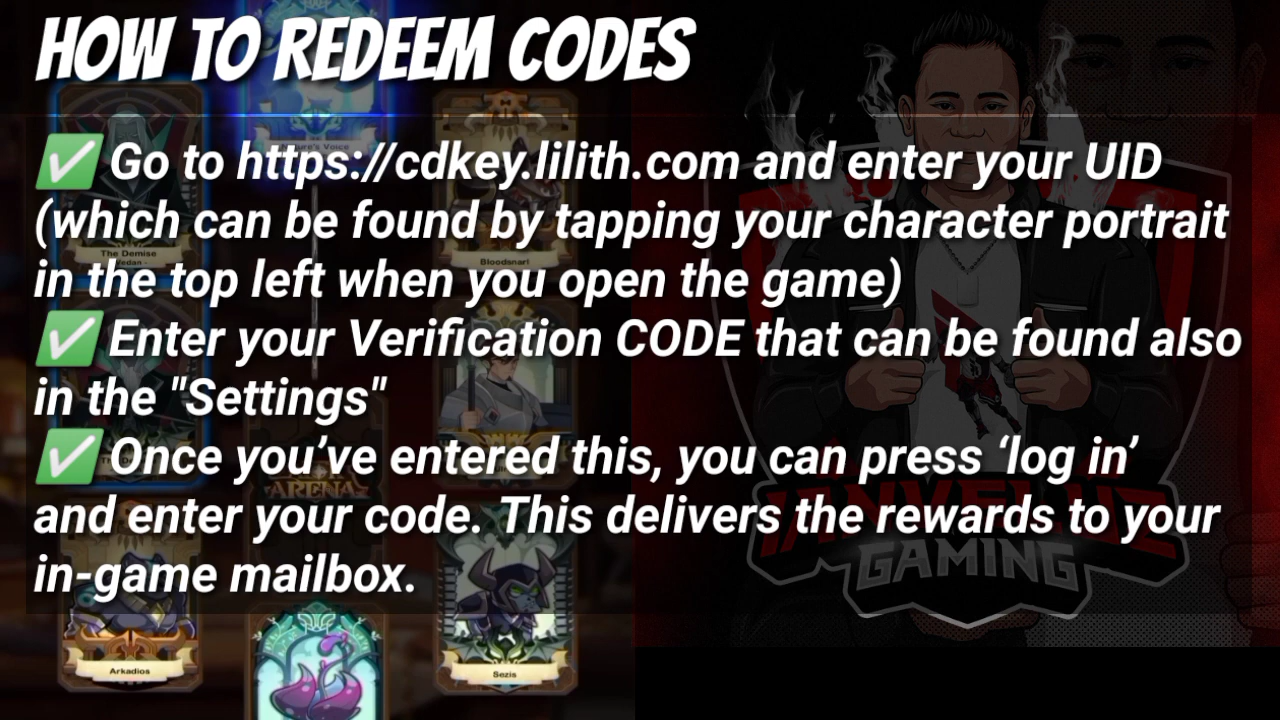 HOW TO REDEEM CODES
✅ Go to https://cdkey.lilith.com and enter your UID
(which can be found by tapping your character portrait
in the top left when you open the game)
✅ Enter your Verification CODE that can be found also
in the "Settings"
✅ Once you’ve entered this, you can press ‘log in’
and enter your code. This delivers the rewards to your
in-game mailbox.
The Demise
Bloodsnarl
ARENA
GAMING
Arkadios
Sezis